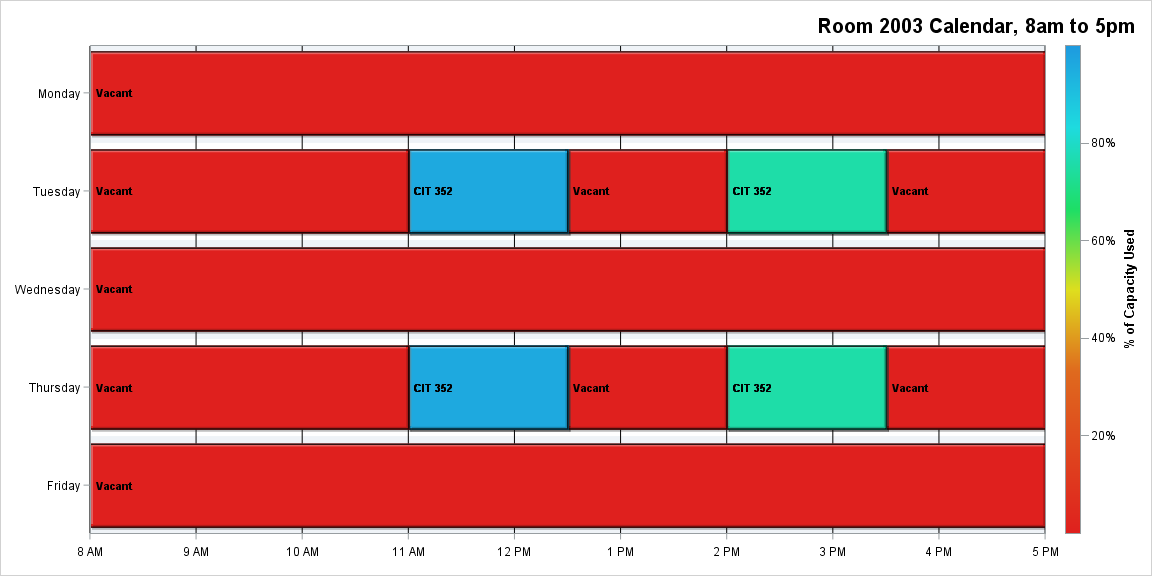 Room 2003 Calendar, 8am to 5pm
Monday
Vacant
Tuesday
Vacant
CIT 352
Vacant
CIT 352
Vacant
Wednesday
Vacant
Thursday
Vacant
CIT 352
Vacant
CIT 352
Vacant
Friday
Vacant
8 AM
9 AM
10 AM
11 AM
12 PM
1 PM
2 PM
3 PM
4 PM
5 PM
80%
60%
40%
20%
% of Capacity Used